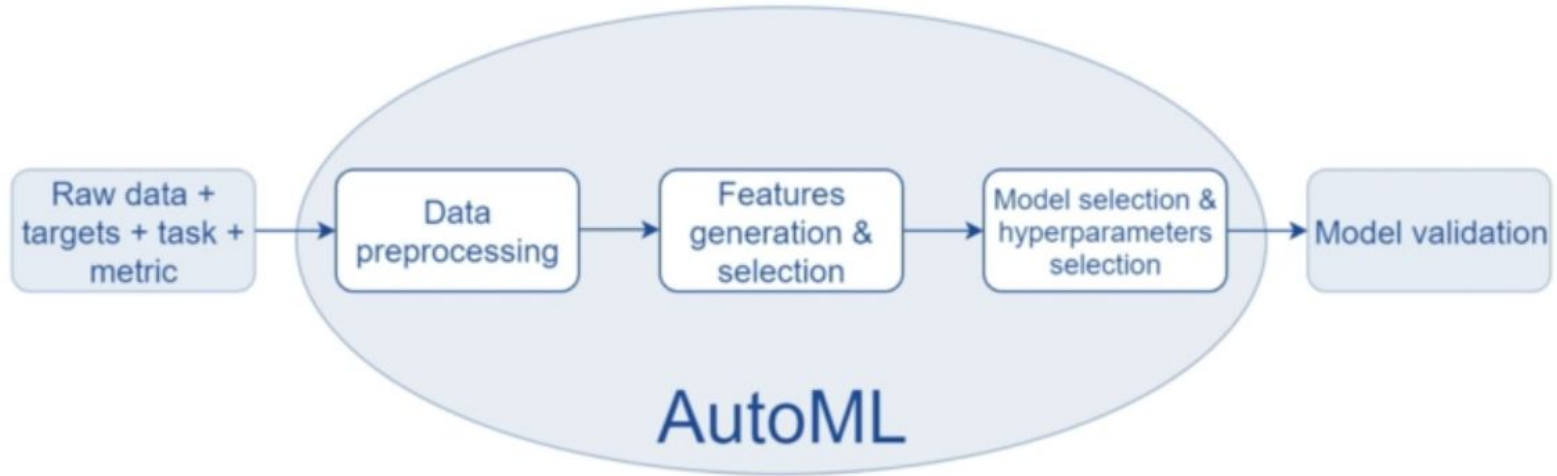 Raw data +
targets + task +
metric
Data
preprocessing
Features
generation &
selection
Model selection &
hyperparameters
selection
Model validation
AutoML